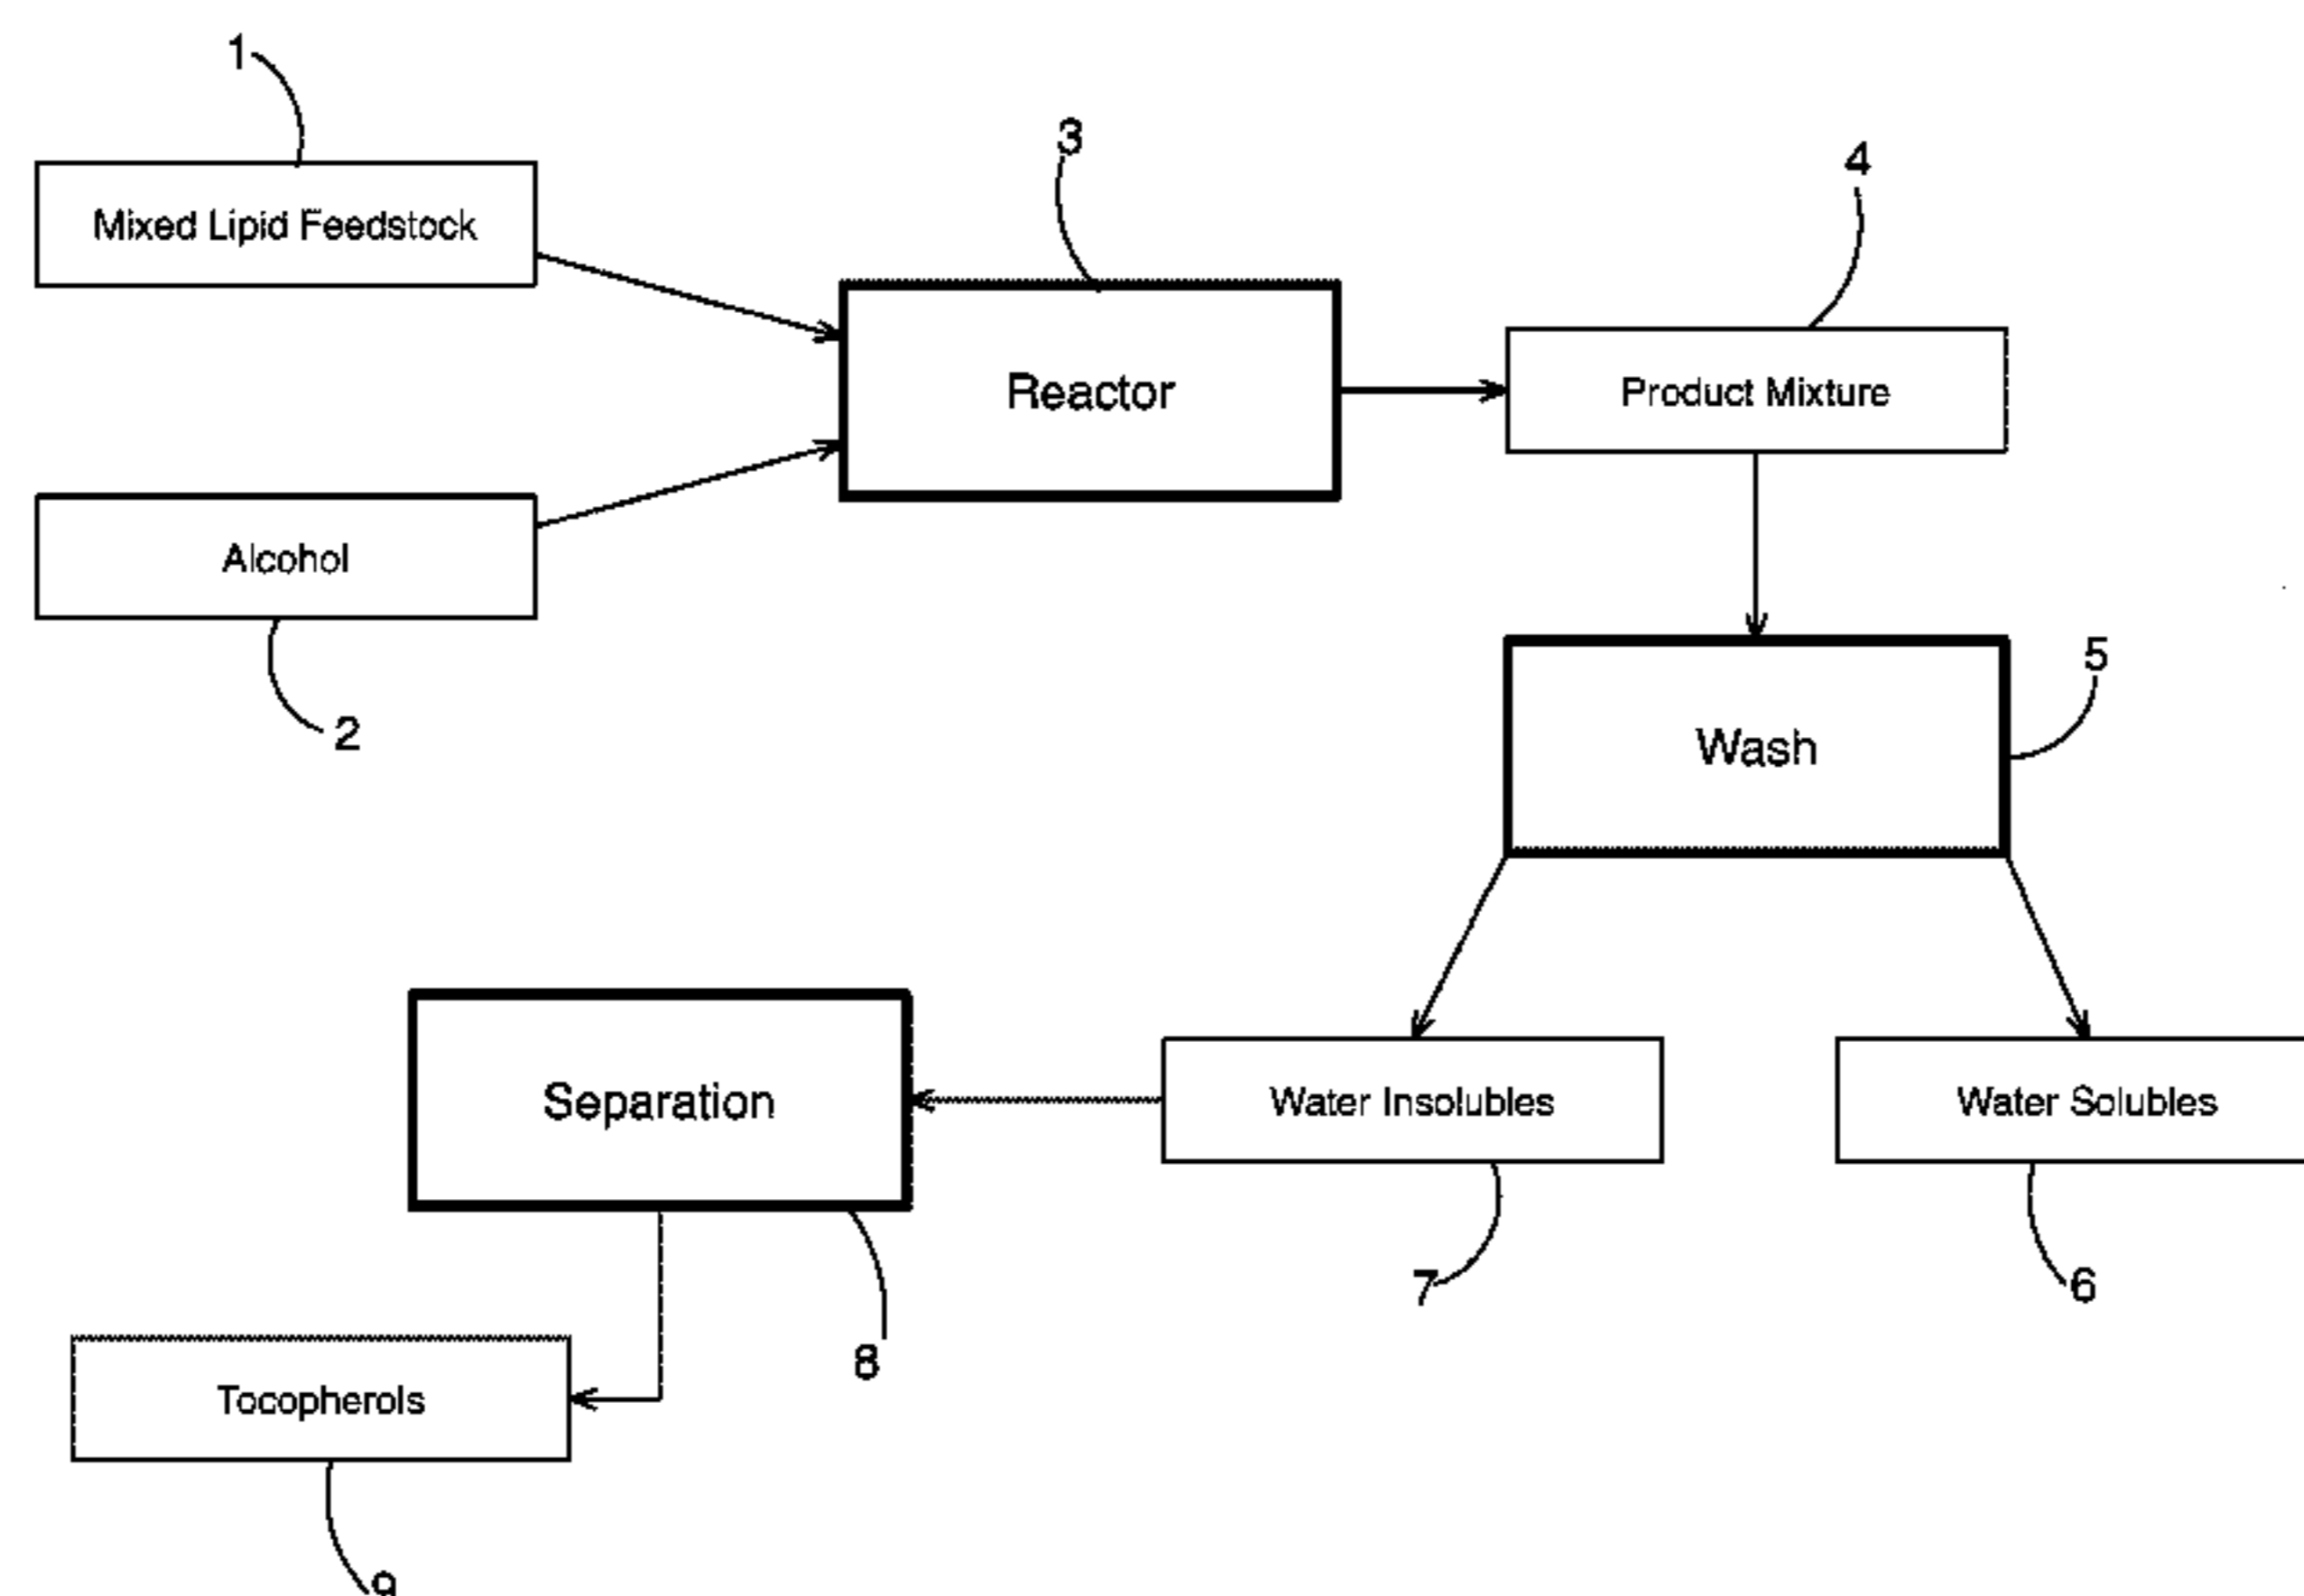 1
Mixed Lipid Feedstock
3
4
Reactor
Product Mixture
Alcohol
2
5
Wash
Separation
Water Insolubles
Water Solubles
7
6
8
Tocopherols
9